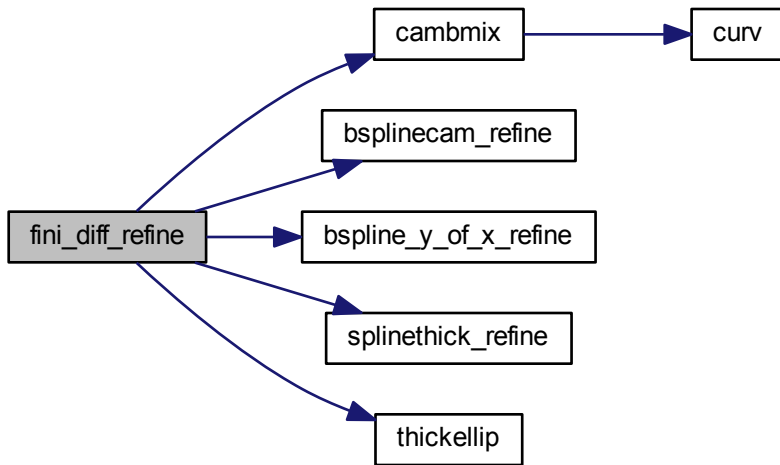 cambmix
curv
bsplinecam_refine
fini_diff_refine
bspline_y_of_x_refine
splinethick_refine
thickellip